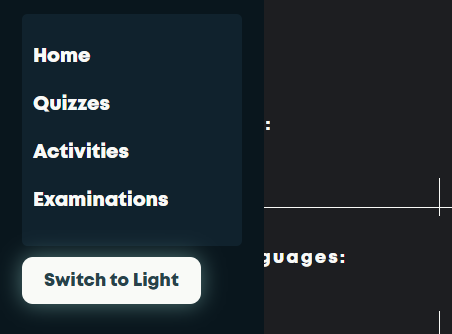 Home
:
Quizzes
Activities
Examinations
guages:
Switch to Light